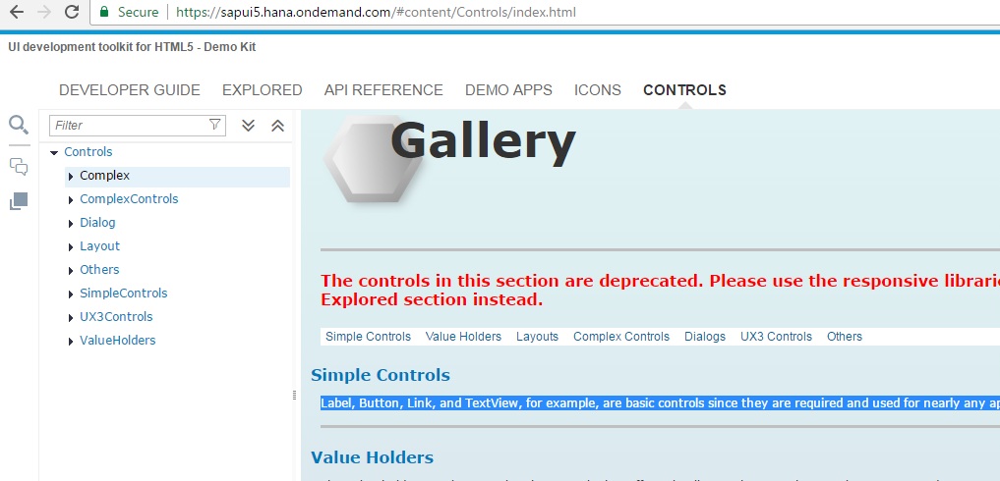 Secure https://sapui5.hana.ondemand.com/#content/Controls/index.html
UI development toolkit for HTML5 - Demo Kit
DEVELOPER GUIDE EXPLORED API REFERENCE DEMO APPS ICONS CONTROLS
Filter
Controls
Complex
ComplexControls
Dialog
Layout
Others
SimpleControls
UX3Controls
ValueHolders
Gallery
The controls in this section are deprecated. Please use the responsive
Explored section instead.
Simple Controls Value Holders Layouts Complex Controls Dialogs UX3 Controls Others
Simple Controls
Label, Button, Link, and TextView, for example, are basic controls since they are required and used for nearly any
Value Holders